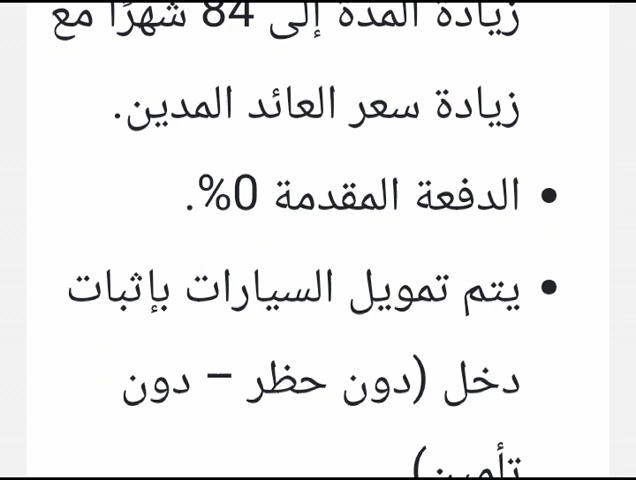 زيادة المدة إلى 84 شهرًا مع
زيادة سعر العائد المدين.
• الدفعة المقدمة 0%.
• يتم تمويل السيارات بإثبات
دخل (دون حظر – دون
تأمين)